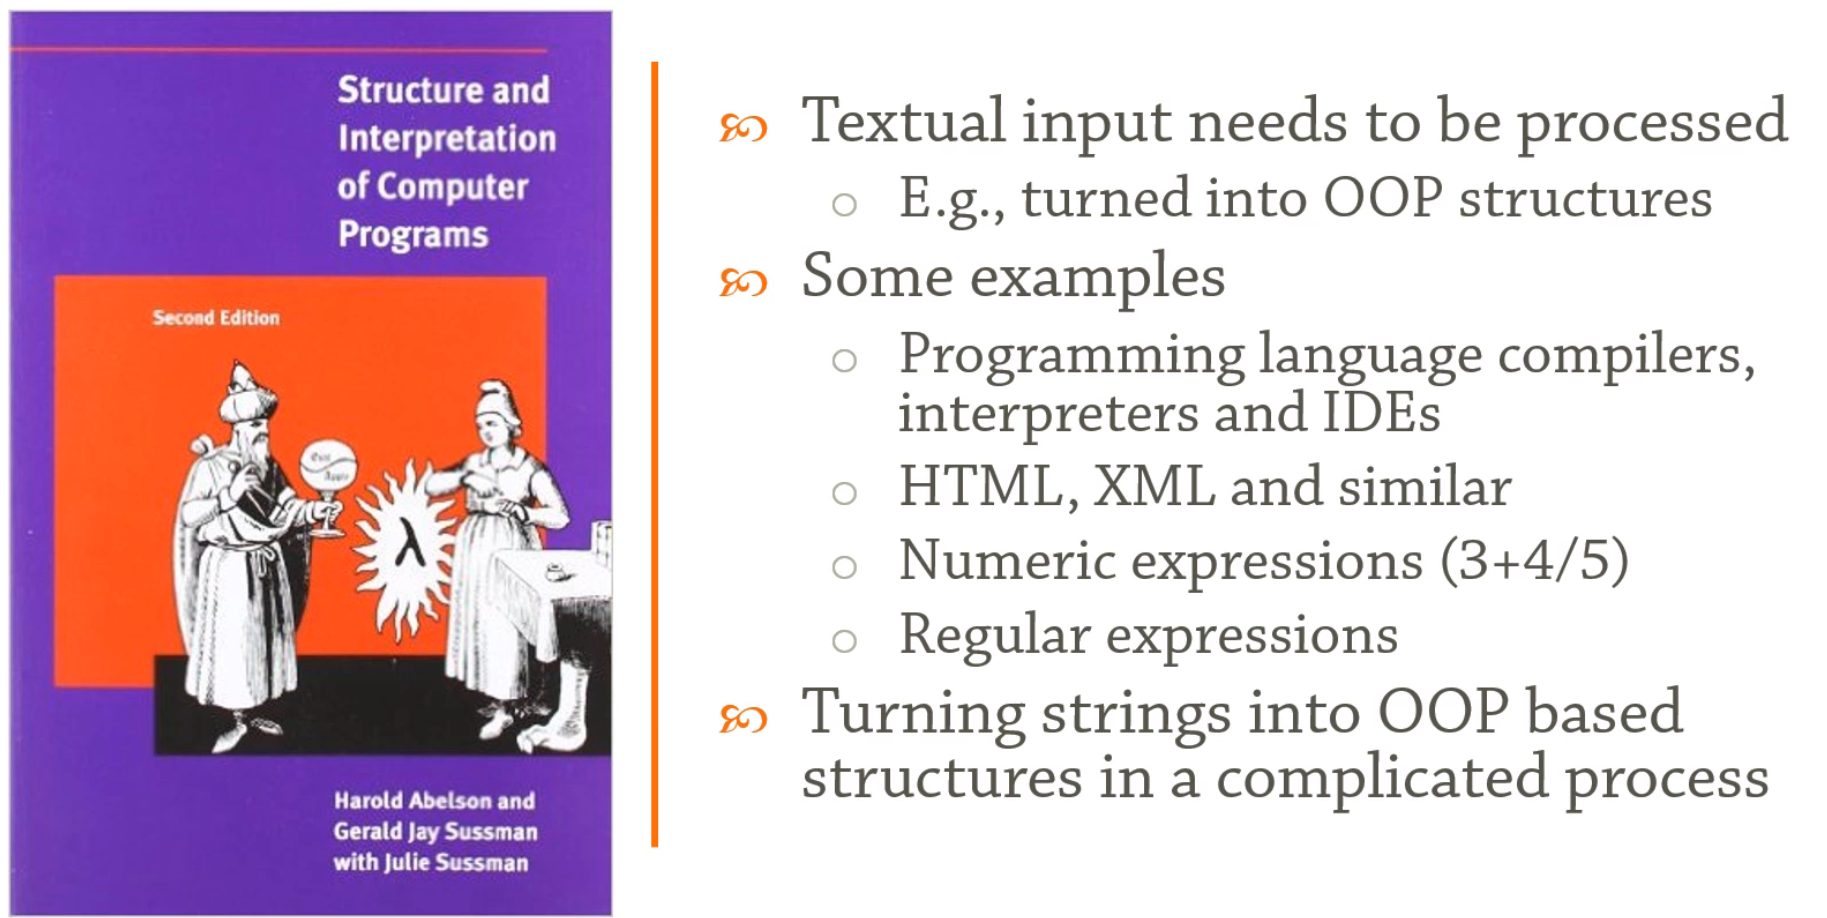 Structure and
Interpretation
of Computer
Programs
Second Edition
λ
Harold Abelson and
Gerald Jay Sussman
with Julie Sussman
Textual input needs to be processed
E.g., turned into OOP structures
Some examples
Programming language compilers,
interpreters and IDEs
HTML, XML and similar
Numeric expressions (3+4/5)
Regular expressions
Turning strings into OOP based
structures in a complicated process